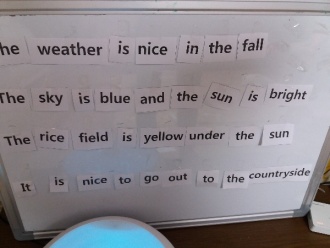 he weather is nice in the fall
The sky is blue and the sun is bright
The rice field is yellow under the sun
It is nice to go out to the countryside